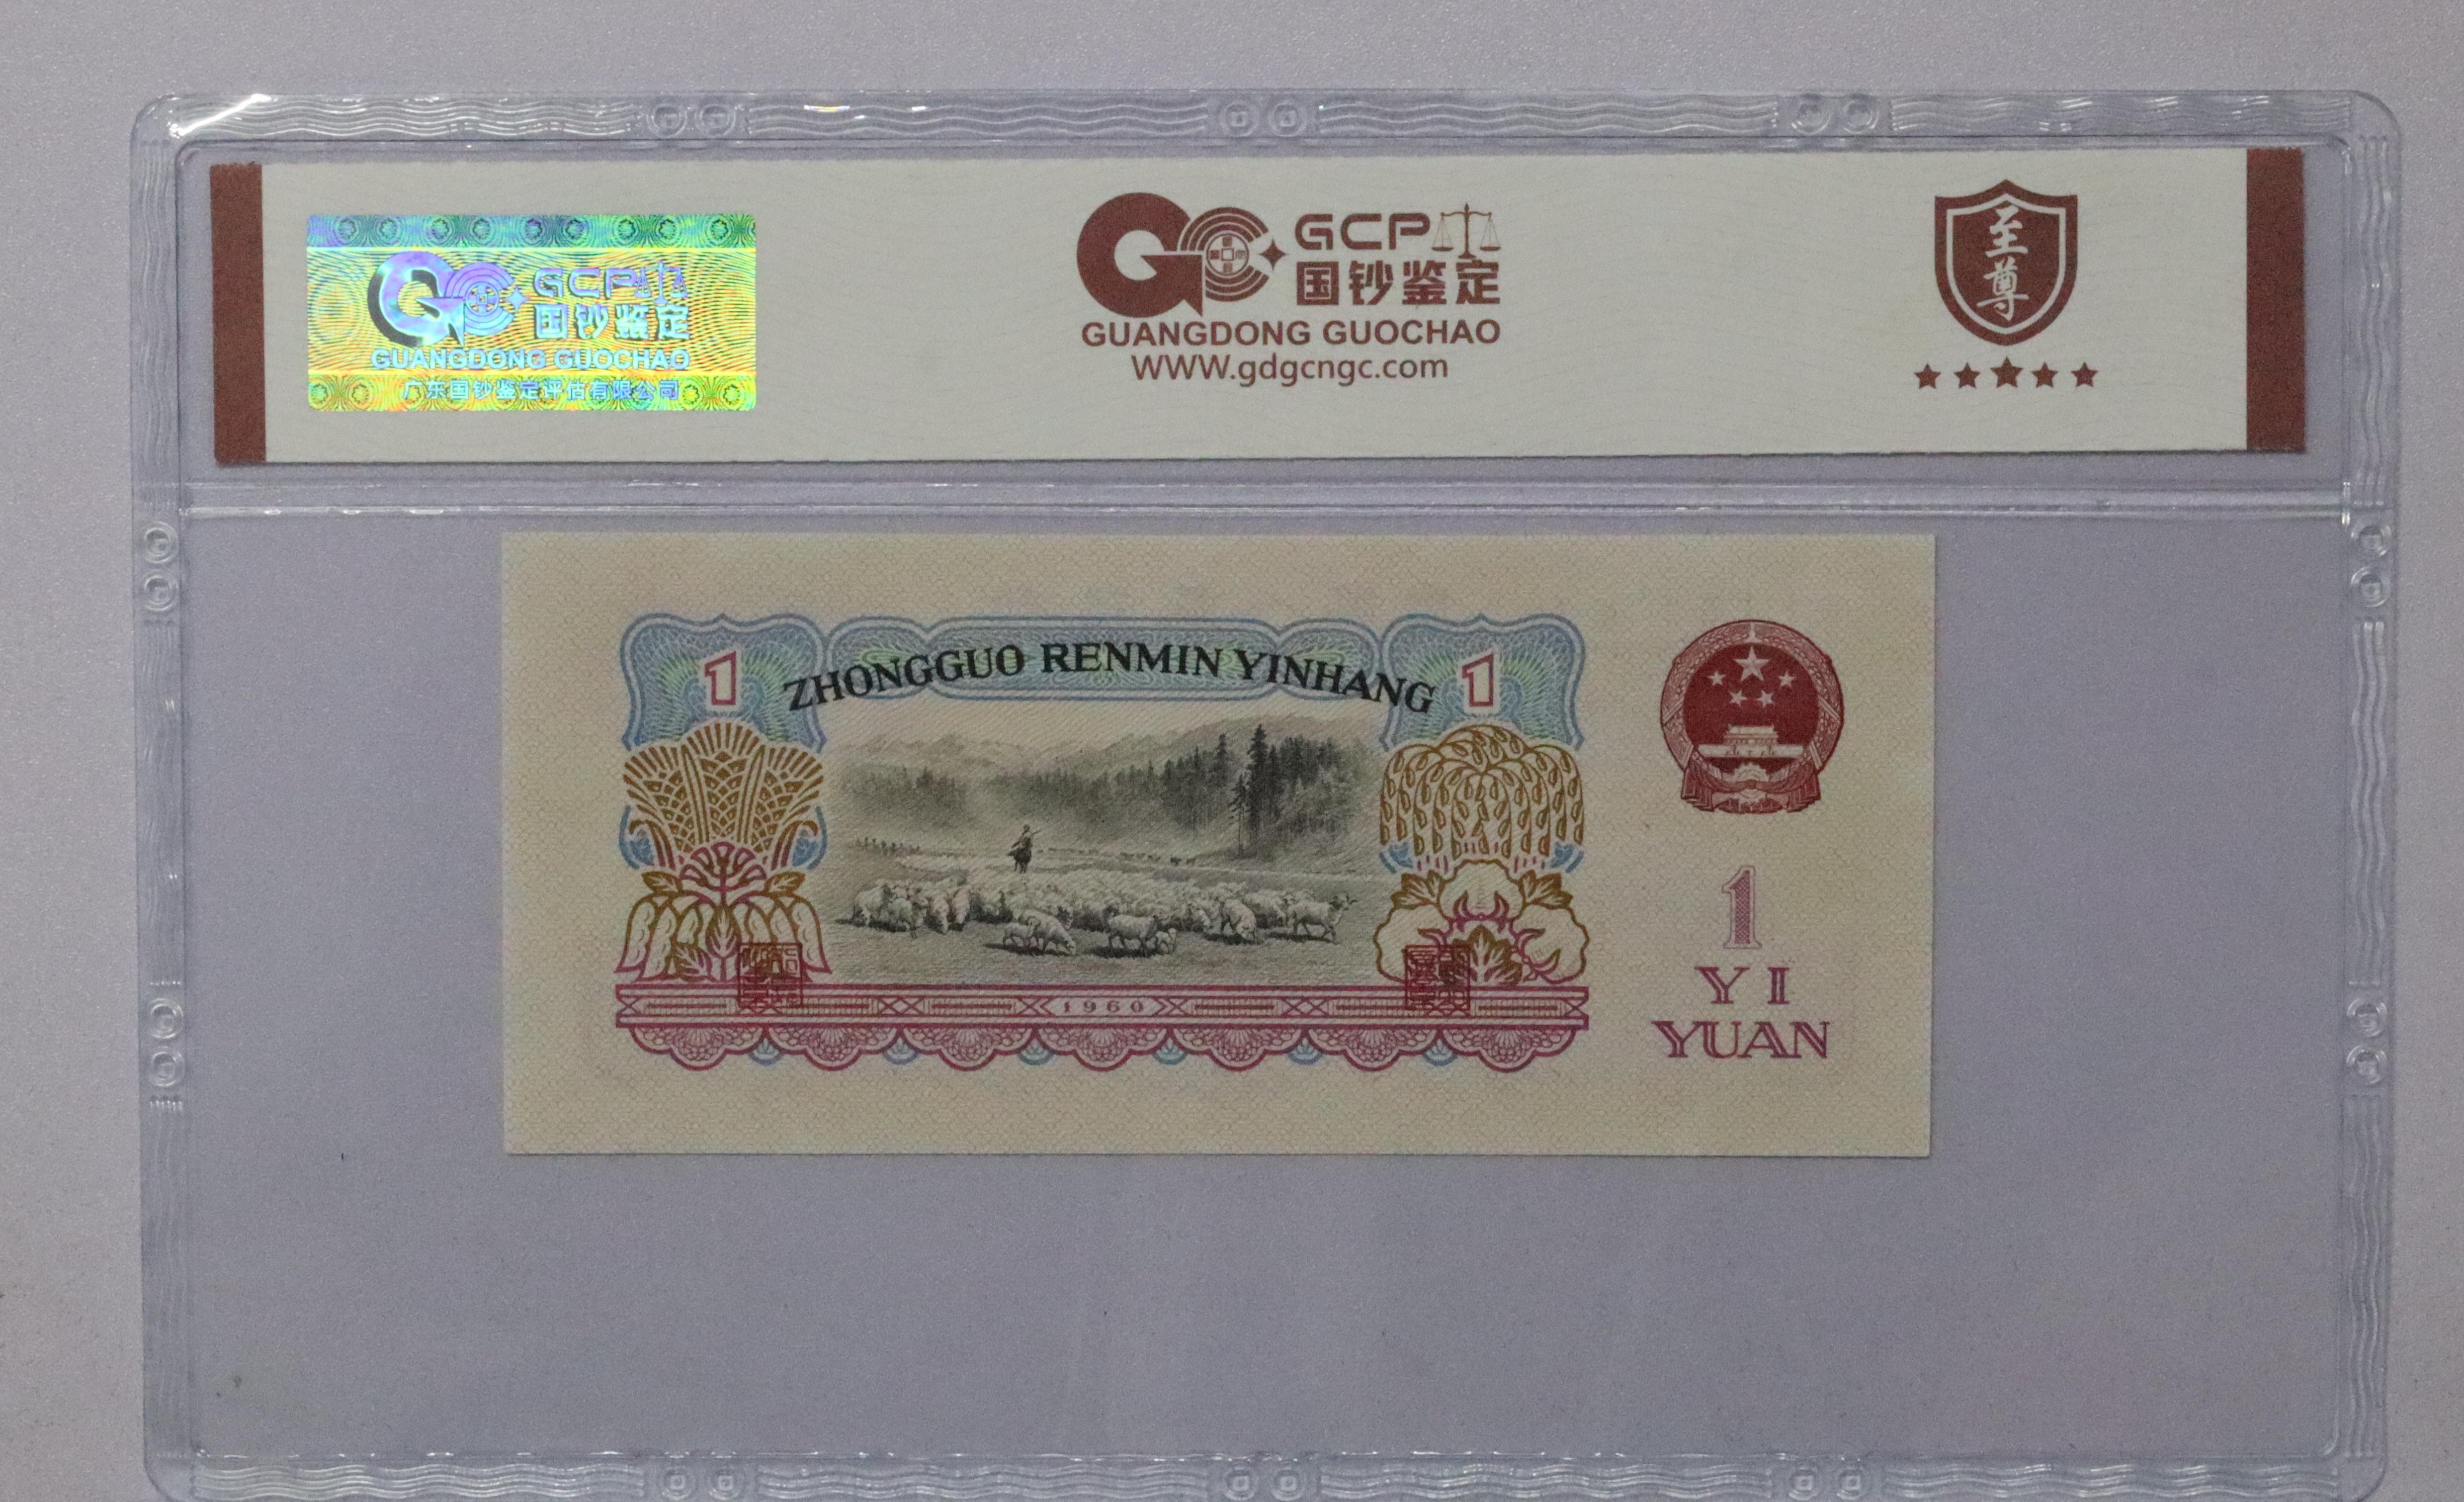 GCP
国钞鉴定
GUANGDONG GUOCHAO
广东国钞鉴定评估有限公司
GCP
国钞鉴定
GUANGDONG GUOCHAO
WWW.gdgcngc.com
至尊
1 ZHONGGUO RENMIN YINHANG 1
1960
1
YI
YUAN